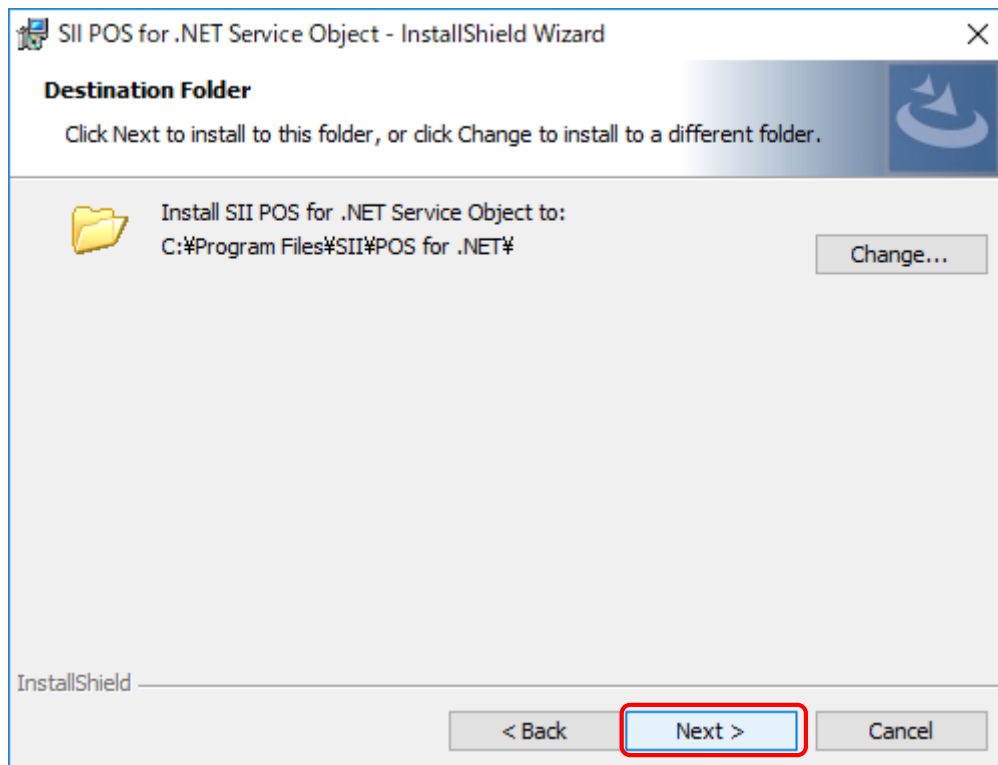 SII POS for .NET Service Object - InstallShield Wizard
Destination Folder
Click Next to install to this folder, or click Change to install to a different folder.
Install SII POS for .NET Service Object to:
C:¥Program Files¥SII¥POS for .NET¥
Change...
InstallShield
< Back
Next >
Cancel